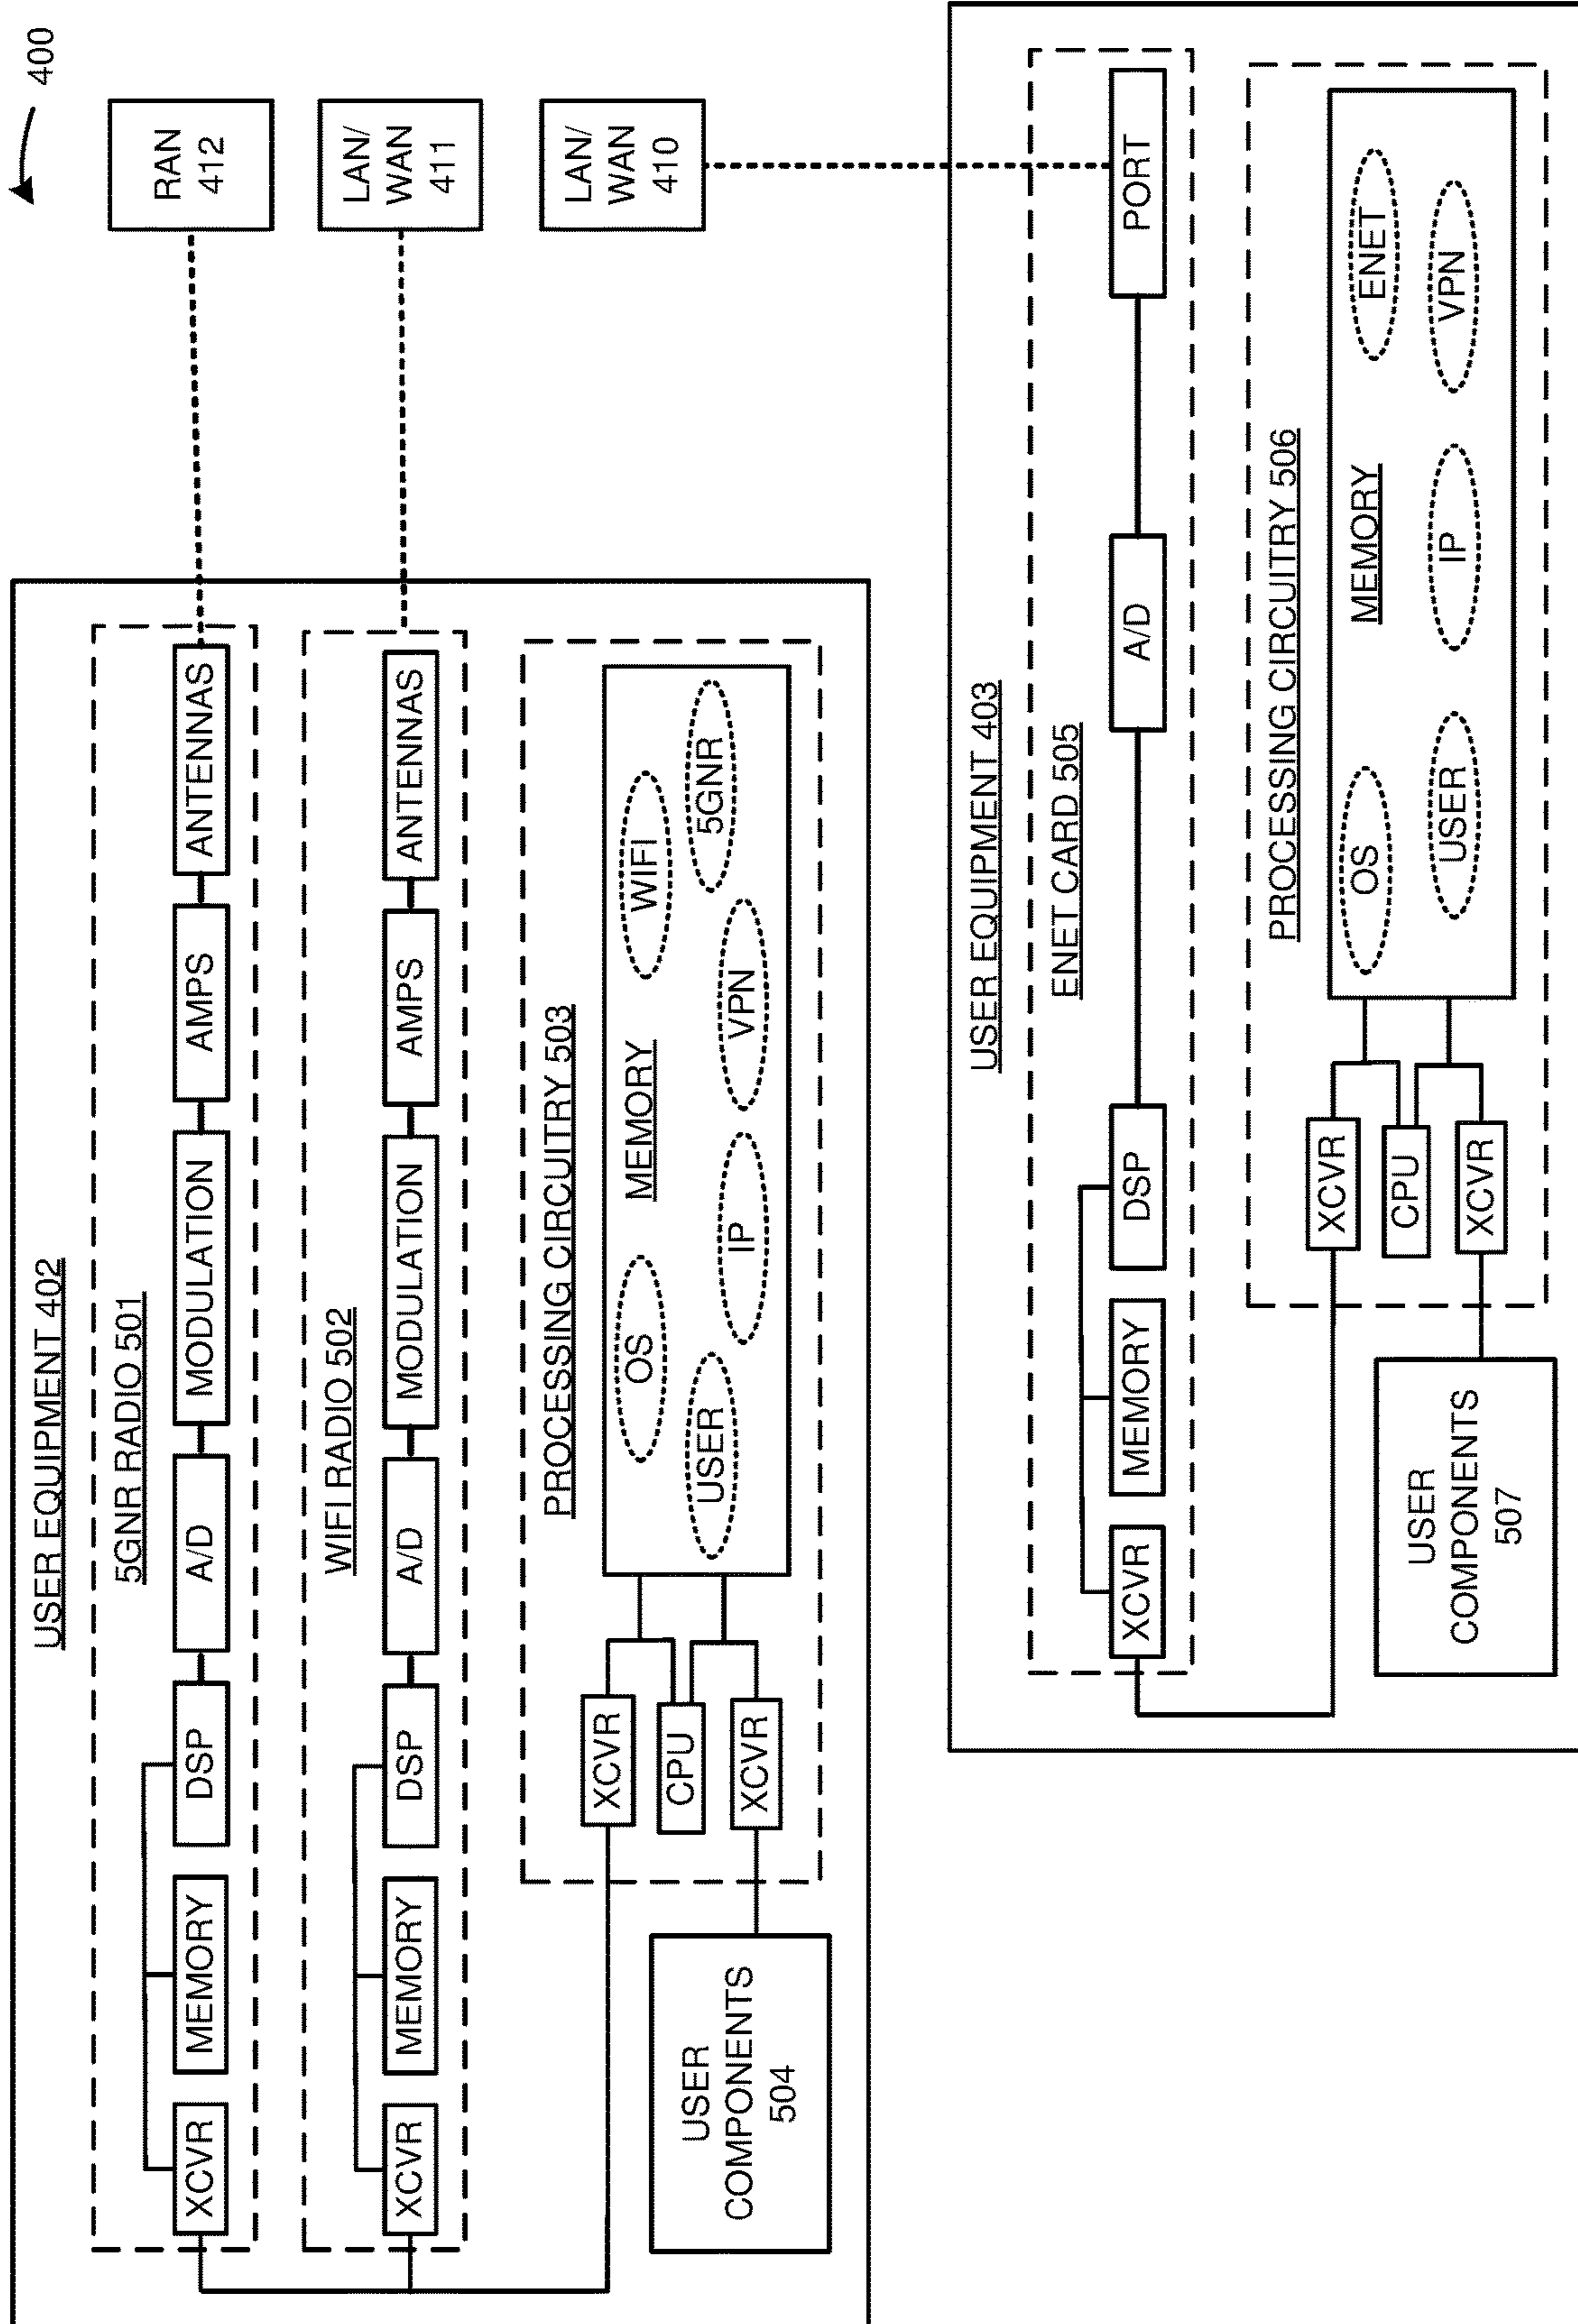 400
USER EQUIPMENT 402
5GNR RADIO 501
XCVR
MEMORY
DSP
A/D
MODULATION
AMPS
ANTENNAS
RAN
412
WIFI RADIO 502
XCVR
MEMORY
DSP
A/D
MODULATION
AMPS
ANTENNAS
LAN/
WAN
411
PROCESSING CIRCUITRY 503
XCVR
CPU
XCVR
MEMORY
OS
WIFI
USER
5GNR
IP
VPN
USER
COMPONENTS
504
LAN/
WAN
410
USER EQUIPMENT 403
ENET CARD 505
XCVR
MEMORY
DSP
A/D
PORT
PROCESSING CIRCUITRY 506
XCVR
CPU
XCVR
OS
MEMORY
ENET
USER
IP
VPN
USER
COMPONENTS
507